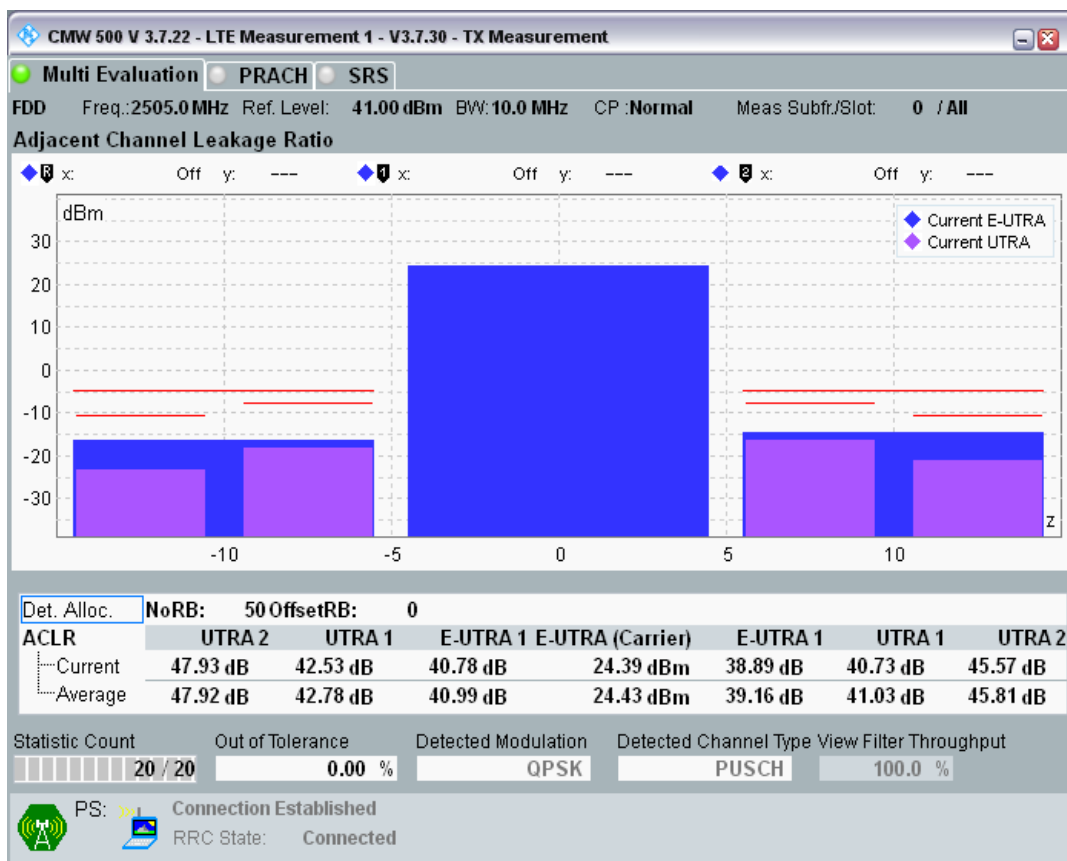 CMW 500 V 3.7.22 - LTE Measurement 1 - V3.7.30 - TX Measurement
Multi Evaluation PRACH SRS
FDD Freq.:2505.0 MHz Ref. Level: 41.00 dBm BW: 10.0 MHz CP :Normal Meas Subfr./Slot: 0 / All
Adjacent Channel Leakage Ratio
R x: Off y: --- 1 x: Off y: --- 2 x: Off y: ---
dBm
Current E-UTRA
Current UTRA
30
20
10
0
-10
-20
-30
z
-10 -5 0 5 10
Det. Alloc. NoRB: 50 OffsetRB: 0
ACLR UTRA 2 UTRA 1 E-UTRA 1 E-UTRA (Carrier) E-UTRA 1 UTRA 1 UTRA 2
Current 47.93 dB 42.53 dB 40.78 dB 24.39 dBm 38.89 dB 40.73 dB 45.57 dB
Average 47.92 dB 42.78 dB 40.99 dB 24.43 dBm 39.16 dB 41.03 dB 45.81 dB
Statistic Count Out of Tolerance Detected Modulation Detected Channel Type View Filter Throughput
20 / 20 0.00 % QPSK PUSCH 100.0 %
PS: Connection Established
RRC State: Connected